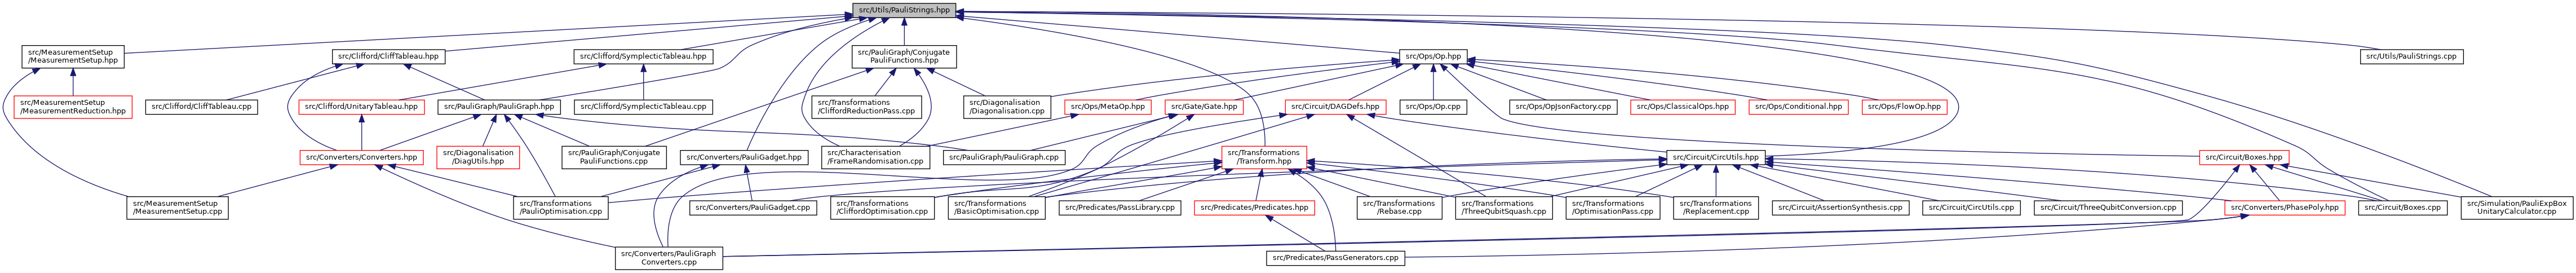 src/Utils/PauliStrings.hpp
src/MeasurementSetup
/MeasurementSetup.hpp
src/Clifford/CliffTableau.hpp
src/Clifford/SymplecticTableau.hpp
src/PauliGraph/Conjugate
PauliFunctions.hpp
src/Ops/Op.hpp
src/Utils/PauliStrings.cpp
src/MeasurementSetup
/MeasurementReduction.hpp
src/Clifford/CliffTableau.cpp
src/Clifford/UnitaryTableau.hpp
src/PauliGraph/PauliGraph.hpp
src/Clifford/SymplecticTableau.cpp
src/Transformations
/CliffordReductionPass.cpp
src/Diagonalisation
/Diagonalisation.cpp
src/Ops/MetaOp.hpp
src/Gate/Gate.hpp
src/Circuit/DAGDefs.hpp
src/Ops/Op.cpp
src/Ops/OpJsonFactory.cpp
src/Ops/ClassicalOps.hpp
src/Ops/Conditional.hpp
src/Ops/FlowOp.hpp
src/Converters/Converters.hpp
src/Diagonalisation
/DiagUtils.hpp
src/PauliGraph/Conjugate
PauliFunctions.cpp
src/Converters/PauliGadget.hpp
src/Characterisation
/FrameRandomisation.cpp
src/PauliGraph/PauliGraph.cpp
src/Transformations
/Transform.hpp
src/Circuit/CircUtils.hpp
src/Circuit/Boxes.hpp
src/MeasurementSetup
/MeasurementSetup.cpp
src/Transformations
/PauliOptimisation.cpp
src/Converters/PauliGadget.cpp
src/Transformations
/CliffordOptimisation.cpp
src/Transformations
/BasicOptimisation.cpp
src/Predicates/PassLibrary.cpp
src/Predicates/Predicates.hpp
src/Transformations
/Rebase.cpp
src/Transformations
/ThreeQubitSquash.cpp
src/Transformations
/OptimisationPass.cpp
src/Transformations
/Replacement.cpp
src/Circuit/AssertionSynthesis.cpp
src/Circuit/CircUtils.cpp
src/Circuit/ThreeQubitConversion.cpp
src/Converters/PhasePoly.hpp
src/Circuit/Boxes.cpp
src/Simulation/PauliExpBox
UnitaryCalculator.cpp
src/Converters/PauliGraph
Converters.cpp
src/Predicates/PassGenerators.cpp